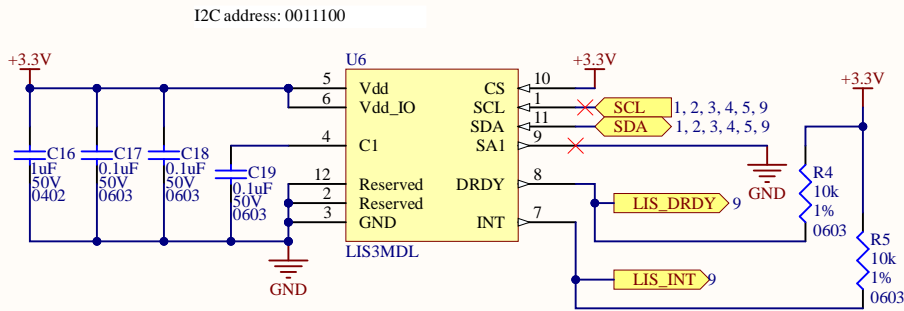 I2C address: 0011100
+3.3V
U6
+3.3V
+3.3V
5
Vdd
CS
10
6
Vdd_IO
SCL
1
SCL
1, 2, 3, 4, 5, 9
SDA
11
SDA
1, 2, 3, 4, 5, 9
4
C1
SA1
9
C16
1uF
50V
0402
C17
0.1uF
50V
0603
C18
0.1uF
50V
0603
C19
0.1uF
50V
0603
12
Reserved
2
Reserved
3
GND
DRDY
8
LIS_DRDY
9
INT
7
LIS_INT
9
GND
R4
10k
1%
0603
R5
10k
1%
0603
LIS3MDL
GND